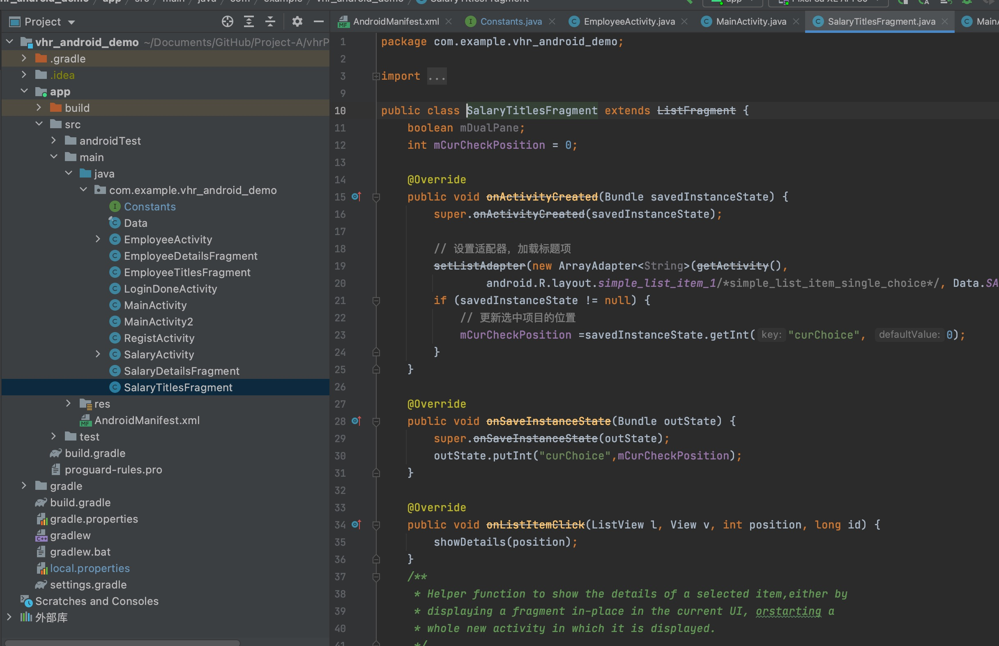 Project
vhr_android_demo ~/Documents/GitHub/Project-A/vhrP
.gradle
.idea
app
build
src
androidTest
main
java
com.example.vhr_android_demo
Constants
Data
EmployeeActivity
EmployeeDetailsFragment
EmployeeTitlesFragment
LoginDoneActivity
MainActivity
MainActivity2
RegistActivity
SalaryActivity
SalaryDetailsFragment
SalaryTitlesFragment
res
AndroidManifest.xml
test
build.gradle
proguard-rules.pro
gradle
build.gradle
gradle.properties
gradlew
gradlew.bat
local.properties
settings.gradle
Scratches and Consoles
外部库
AndroidManifest.xml Constants.java EmployeeActivity.java MainActivity.java SalaryTitlesFragment.java
1 package com.example.vhr_android_demo;
2
3 import ...
9
10 public class SalaryTitlesFragment extends ListFragment {
11 boolean mDualPane;
12 int mCurCheckPosition = 0;
13
14 @Override
15 public void onActivityCreated(Bundle savedInstanceState) {
16 super.onActivityCreated(savedInstanceState);
17
18 // 设置适配器，加载标题项
19 setListAdapter(new ArrayAdapter<String>(getActivity(),
20 android.R.layout.simple_list_item_1/*simple_list_item_single_choice*/, Data.SA
21 if (savedInstanceState != null) {
22 // 更新选中项目的位置
23 mCurCheckPosition =savedInstanceState.getInt( key: "curChoice", defaultValue: 0);
24 }
25 }
26
27 @Override
28 public void onSaveInstanceState(Bundle outState) {
29 super.onSaveInstanceState(outState);
30 outState.putInt("curChoice",mCurCheckPosition);
31 }
32
33 @Override
34 public void onListItemClick(ListView l, View v, int position, long id) {
35 showDetails(position);
36 }
37 /**
38 * Helper function to show the details of a selected item,either by
39 * displaying a fragment in-place in the current UI, orstarting a
40 * whole new activity in which it is displayed.
41 */